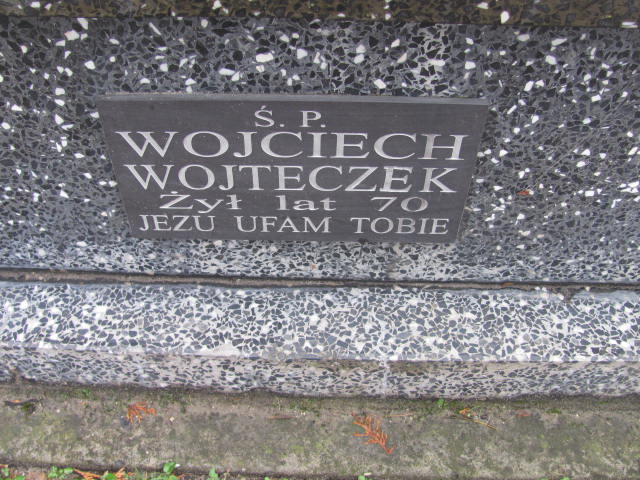 Ś. P.
WOJCIECH
WOJTECZEK
Żył lat 70
JEZU UFAM TOBIE